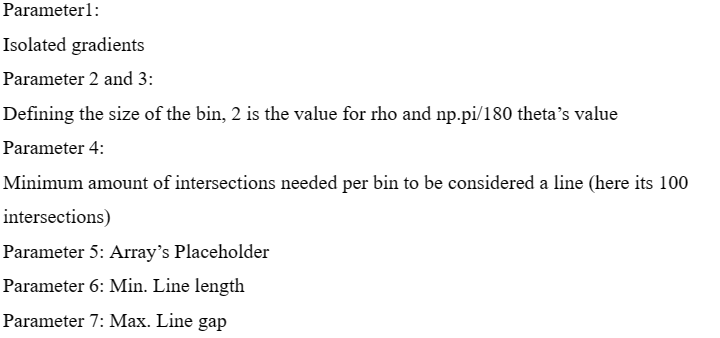 Parameter1:
Isolated gradients
Parameter 2 and 3:
Defining the size of the bin, 2 is the value for rho and np.pi/180 theta’s value
Parameter 4:
Minimum amount of intersections needed per bin to be considered a line (here its 100
intersections)
Parameter 5: Array’s Placeholder
Parameter 6: Min. Line length
Parameter 7: Max. Line gap